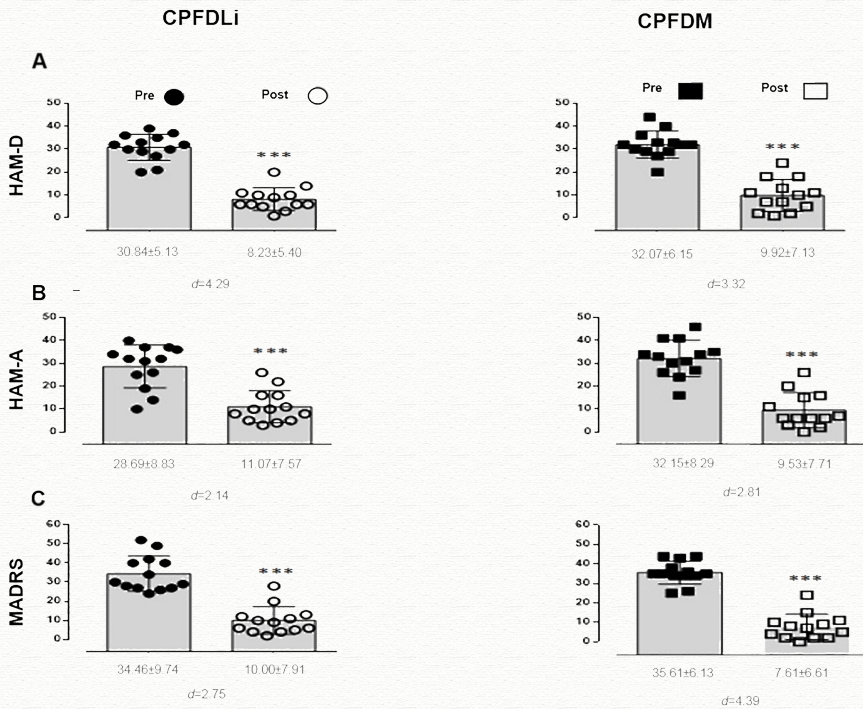 CPFDLi CPFDM
A
Pre Post Pre Post
HAM-D
50 50
40 40
30 *** 30 ***
20 20
10 10
0 0
30.84±5.13 8.23±5.40 32.07±6.15 9.92±7.13
d=4.29 d=3.32
B
HAM-A
50 50
40 40
30 *** 30 ***
20 20
10 10
0 0
28.69±8.83 11.07±7.57 32.15±8.29 9.53±7.71
d=2.14 d=2.81
C
MADRS
60 60
50 50
40 40
30 *** 30 ***
20 20
10 10
0 0
34.46±9.74 10.00±7.91 35.61±6.13 7.61±6.61
d=2.75 d=4.39